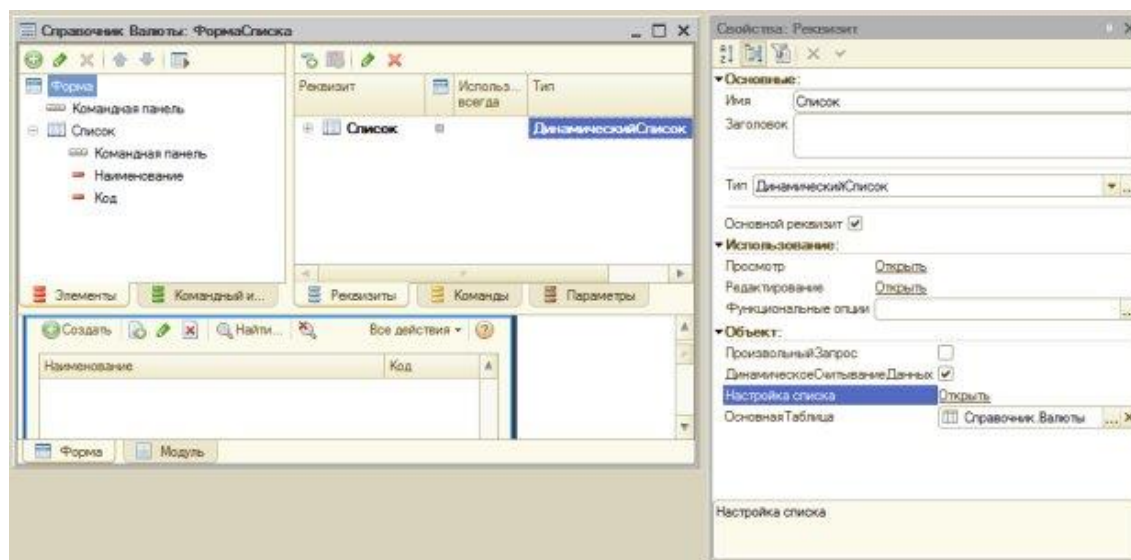 Справочник Валюты: ФормаСписка
Форма
Командная панель
Список
Командная панель
Наименование
Код
Элементы
Командный и...
Реквизит
Использ... всегда
Тип
Список
ДинамическийСписок
Реквизиты
Команды
Параметры
Создать
Найти...
Все действия
Наименование
Код
Форма
Модуль
Свойства: Реквизит
Основные:
Имя Список
Заголовок
Тип ДинамическийСписок
Основной реквизит
Использование:
Просмотр Открыть
Редактирование Открыть
Функциональные опции ...
Объект:
ПроизвольныйЗапрос
ДинамическоеСчитываниеДанных
Настройка списка Открыть
ОсновнаяТаблица Справочник.Валюты ...
Настройка списка